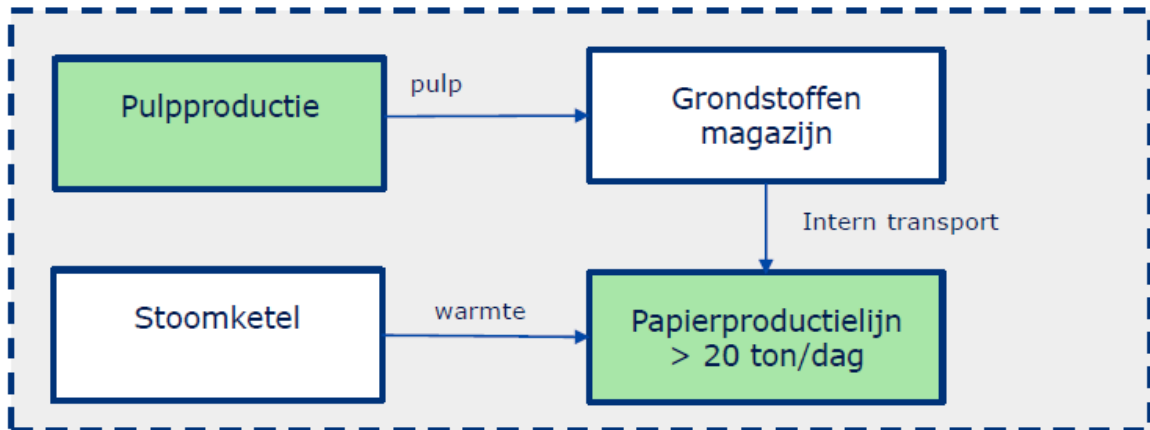 Pulpproductie
pulp
Grondstoffen
magazijn
Intern transport
Stoomketel
warmte
Papierproductielijn
> 20 ton/dag